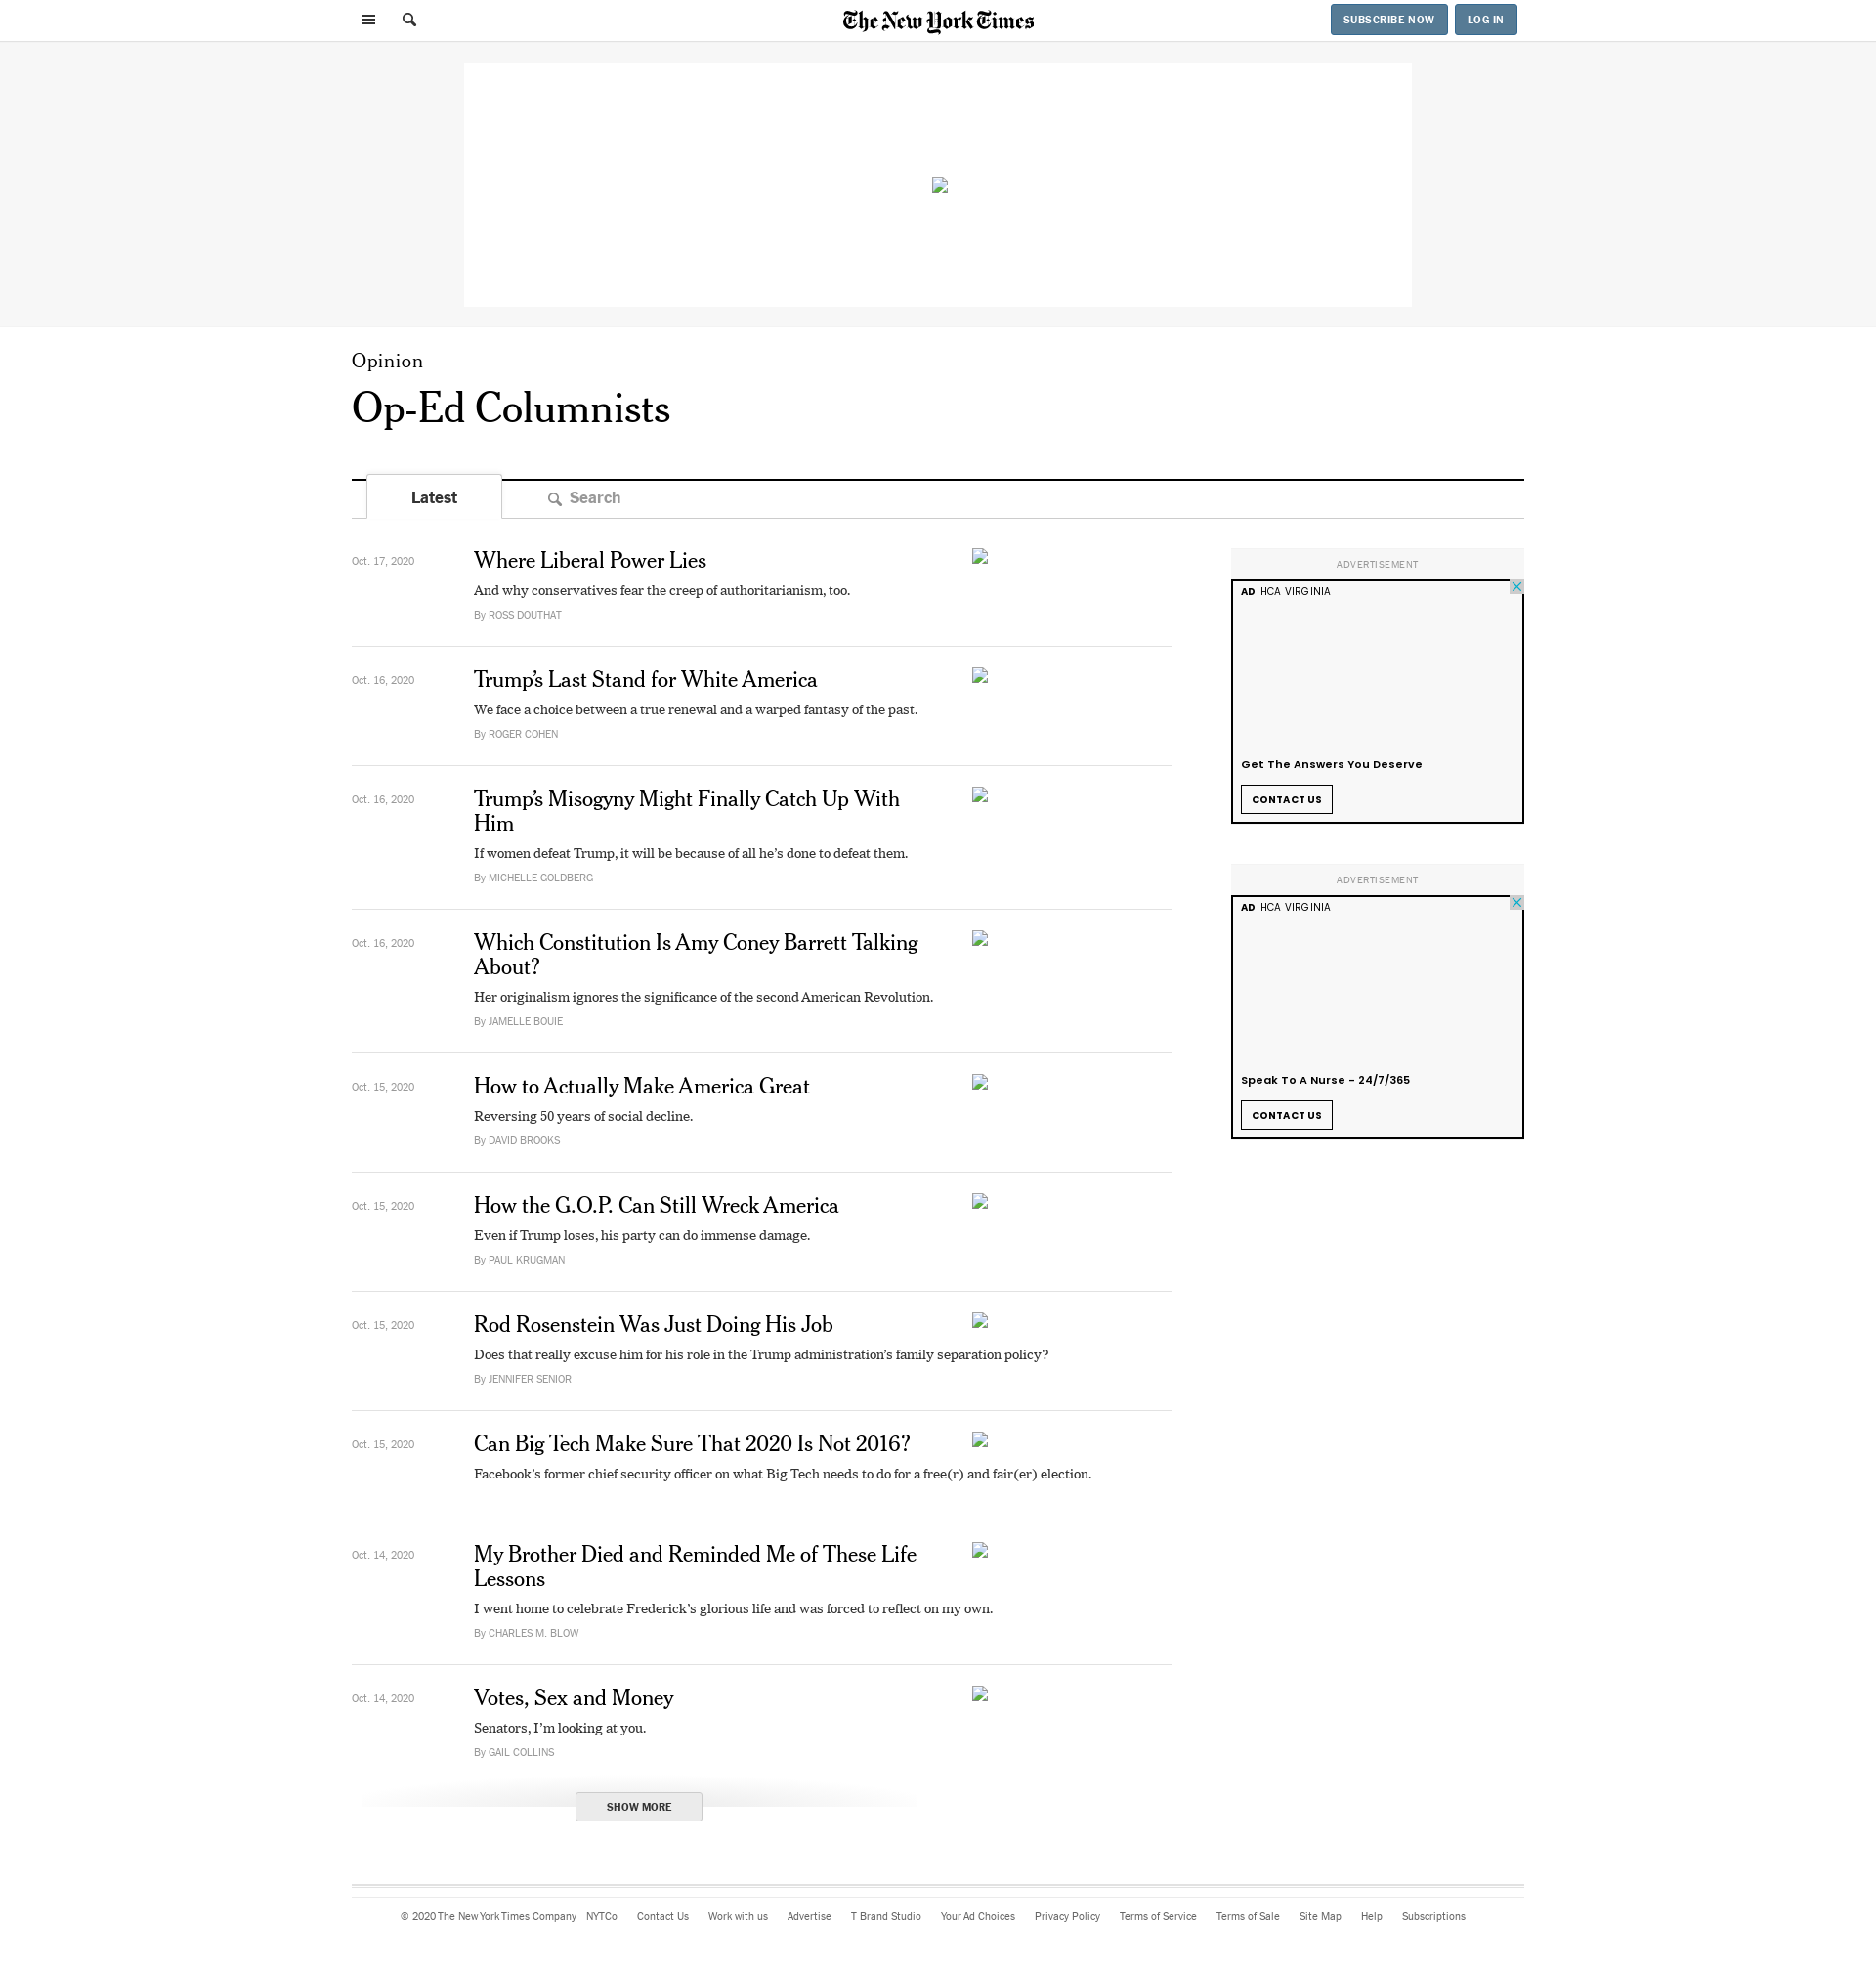 The New York Times
SUBSCRIBE NOW
LOG IN
Opinion
Op-Ed Columnists
Latest
Search
Oct. 17, 2020
Where Liberal Power Lies
And why conservatives fear the creep of authoritarianism, too.
By ROSS DOUTHAT
Oct. 16, 2020
Trump’s Last Stand for White America
We face a choice between a true renewal and a warped fantasy of the past.
By ROGER COHEN
Oct. 16, 2020
Trump’s Misogyny Might Finally Catch Up With
Him
If women defeat Trump, it will be because of all he’s done to defeat them.
By MICHELLE GOLDBERG
Oct. 16, 2020
Which Constitution Is Amy Coney Barrett Talking
About?
Her originalism ignores the significance of the second American Revolution.
By JAMELLE BOUIE
Oct. 15, 2020
How to Actually Make America Great
Reversing 50 years of social decline.
By DAVID BROOKS
Oct. 15, 2020
How the G.O.P. Can Still Wreck America
Even if Trump loses, his party can do immense damage.
By PAUL KRUGMAN
Oct. 15, 2020
Rod Rosenstein Was Just Doing His Job
Does that really excuse him for his role in the Trump administration’s family separation policy?
By JENNIFER SENIOR
Oct. 15, 2020
Can Big Tech Make Sure That 2020 Is Not 2016?
Facebook’s former chief security officer on what Big Tech needs to do for a free(r) and fair(er) election.
Oct. 14, 2020
My Brother Died and Reminded Me of These Life
Lessons
I went home to celebrate Frederick’s glorious life and was forced to reflect on my own.
By CHARLES M. BLOW
Oct. 14, 2020
Votes, Sex and Money
Senators, I’m looking at you.
By GAIL COLLINS
SHOW MORE
ADVERTISEMENT
AD HCA VIRGINIA
Get The Answers You Deserve
CONTACT US
ADVERTISEMENT
AD HCA VIRGINIA
Speak To A Nurse - 24/7/365
CONTACT US
© 2020 The New York Times Company NYTCo Contact Us Work with us Advertise T Brand Studio Your Ad Choices Privacy Policy Terms of Service Terms of Sale Site Map Help Subscriptions